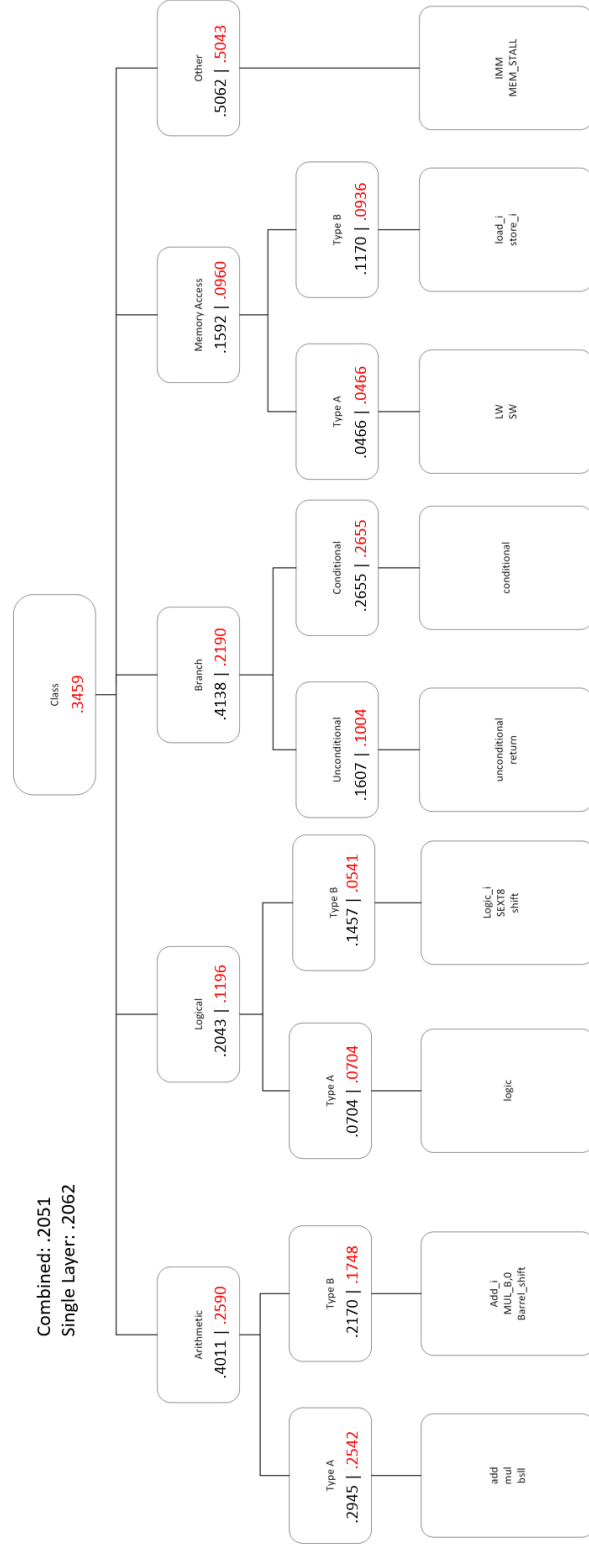 Combined: .2051
Single Layer: .2062
Class
.3459
Arithmetic
.4011 | .2590
Logical
.2043 | .1196
Branch
.4138 | .2190
Memory Access
.1592 | .0960
Other
.5062 | .5043
Type A
.2945 | .2542
Type B
.2170 | .1748
Type A
.0704 | .0704
Type B
.1457 | .0541
Unconditional
.1607 | .1004
Conditional
.2655 | .2655
Type A
.0466 | .0466
Type B
.1170 | .0936
add
mul
bsll
Add_i
MUL_B,0
Barrel_shift
logic
Logic_i
SEXT8
shift
unconditional
return
conditional
LW
SW
load_i
store_i
IMM
MEM_STALL